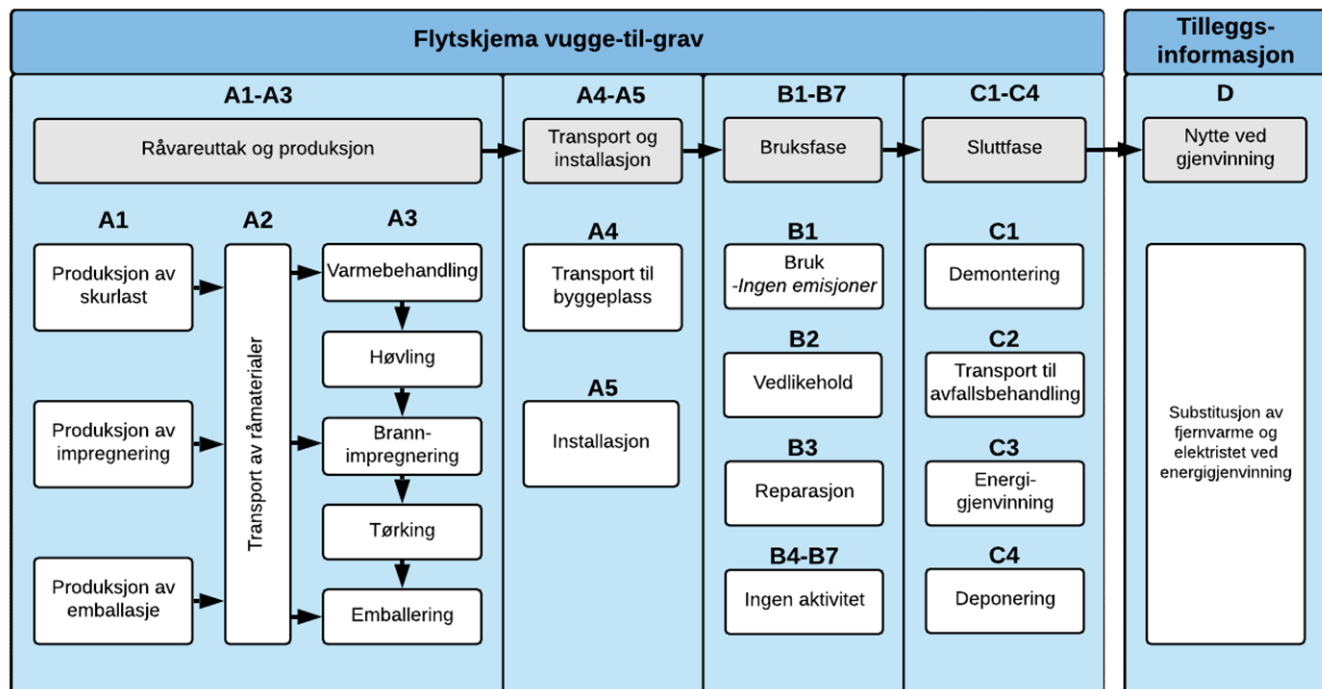 Flytskjema vugge-til-grav
Tilleggs-
informasjon
A1-A3
Råvareuttak og produksjon
A4-A5
Transport og
installasjon
B1-B7
Bruksfase
C1-C4
Sluttfase
D
Nytte ved
gjenvinning
A1
Produksjon av
skurlast
Produksjon av
impregnering
Produksjon av
emballasje
A2
Transport av råmaterialer
A3
Varmebehandling
Høvling
Brann-
impregnering
Tørking
Emballering
A4
Transport til
byggeplass
A5
Installasjon
B1
Bruk
-Ingen emisjoner
B2
Vedlikehold
B3
Reparasjon
B4-B7
Ingen aktivitet
C1
Demontering
C2
Transport til
avfallsbehandling
C3
Energi-
gjenvinning
C4
Deponering
Substitusjon av
fjernvarme og
elektristet ved
energigjenvinning